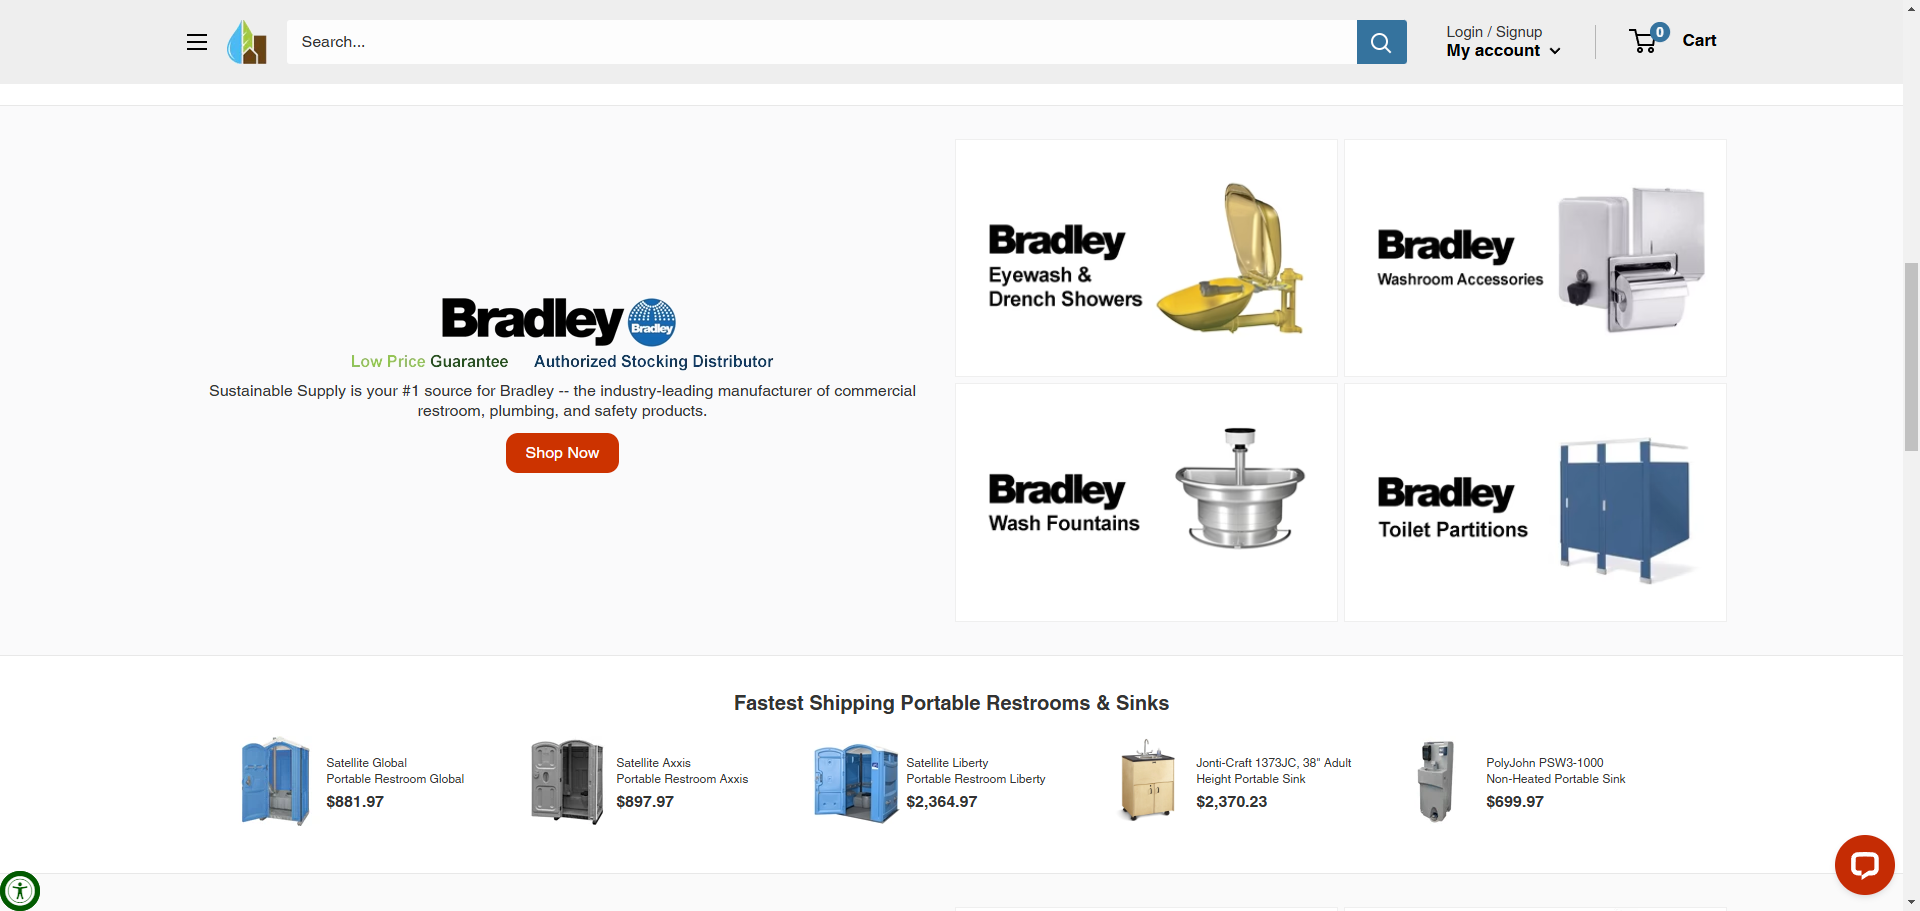 Search...
Login / Signup
My account
0
Cart
Bradley Bradley
Low Price Guarantee Authorized Stocking Distributor
Sustainable Supply is your #1 source for Bradley -- the industry-leading manufacturer of commercial
restroom, plumbing, and safety products.
Shop Now
Bradley
Eyewash &
Drench Showers
Bradley
Washroom Accessories
Bradley
Wash Fountains
Bradley
Toilet Partitions
Fastest Shipping Portable Restrooms & Sinks
Satellite Global
Portable Restroom Global
$881.97
Satellite Axxis
Portable Restroom Axxis
$897.97
Satellite Liberty
Portable Restroom Liberty
$2,364.97
Jonti-Craft 1373JC, 38" Adult
Height Portable Sink
$2,370.23
PolyJohn PSW3-1000
Non-Heated Portable Sink
$699.97